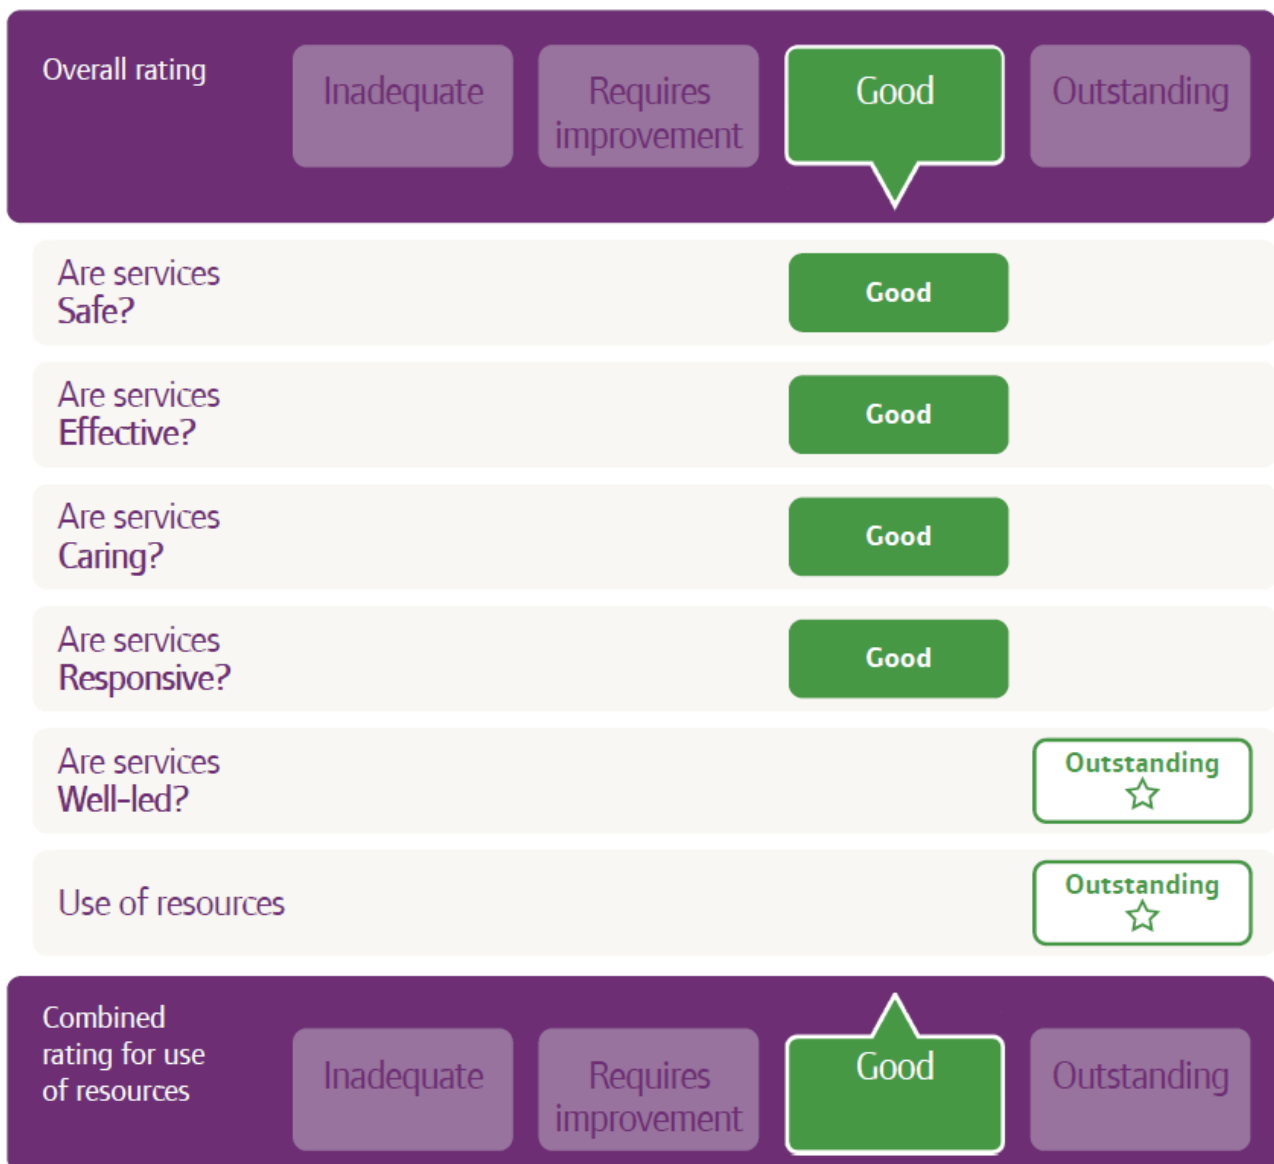 Overall rating
Inadequate
Requires
improvement
Good
Outstanding
Are services
Safe?
Good
Are services
Effective?
Good
Are services
Caring?
Good
Are services
Responsive?
Good
Are services
Well-led?
Outstanding
Use of resources
Outstanding
Combined
rating for use
of resources
Inadequate
Requires
improvement
Good
Outstanding